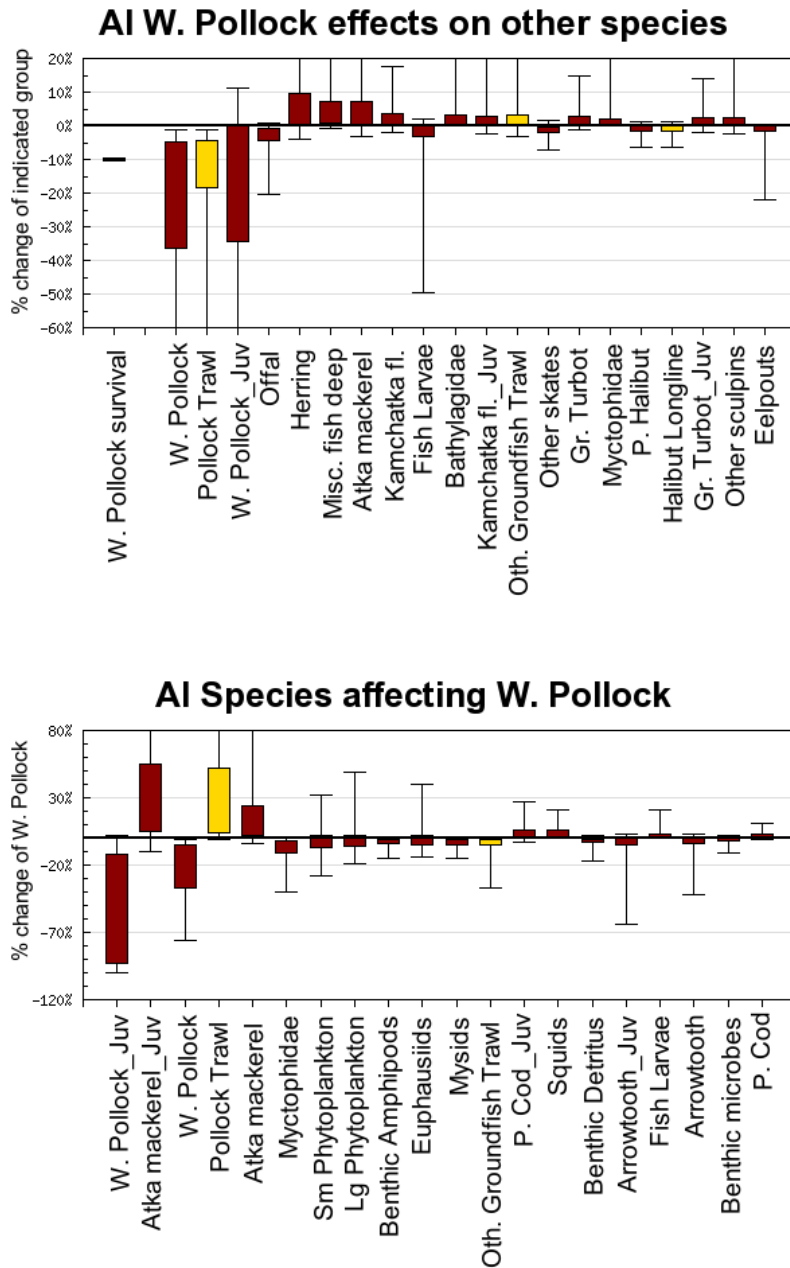 AI W. Pollock effects on other species
% change of indicated group
20%
10%
0%
-10%
-20%
-30%
-40%
-50%
-60%
W. Pollock survival
W. Pollock
Pollock Trawl
W. Pollock_Juv
Offal
Herring
Misc. fish deep
Atka mackerel
Kamchatka fl.
Fish Larvae
Bathylagidae
Kamchatka fl._Juv
Oth. Groundfish Trawl
Other skates
Gr. Turbot
Myctophidae
P. Halibut
Halibut Longline
Gr. Turbot_Juv
Other sculpins
Eelpouts
AI Species affecting W. Pollock
% change of W. Pollock
80%
30%
-20%
-70%
-120%
W. Pollock_Juv
Atka mackerel_Juv
W. Pollock
Pollock Trawl
Atka mackerel
Myctophidae
Sm Phytoplankton
Lg Phytoplankton
Benthic Amphipods
Euphausiids
Mysids
Oth. Groundfish Trawl
P. Cod_Juv
Squids
Benthic Detritus
Arrowtooth_Juv
Fish Larvae
Arrowtooth
Benthic microbes
P. Cod